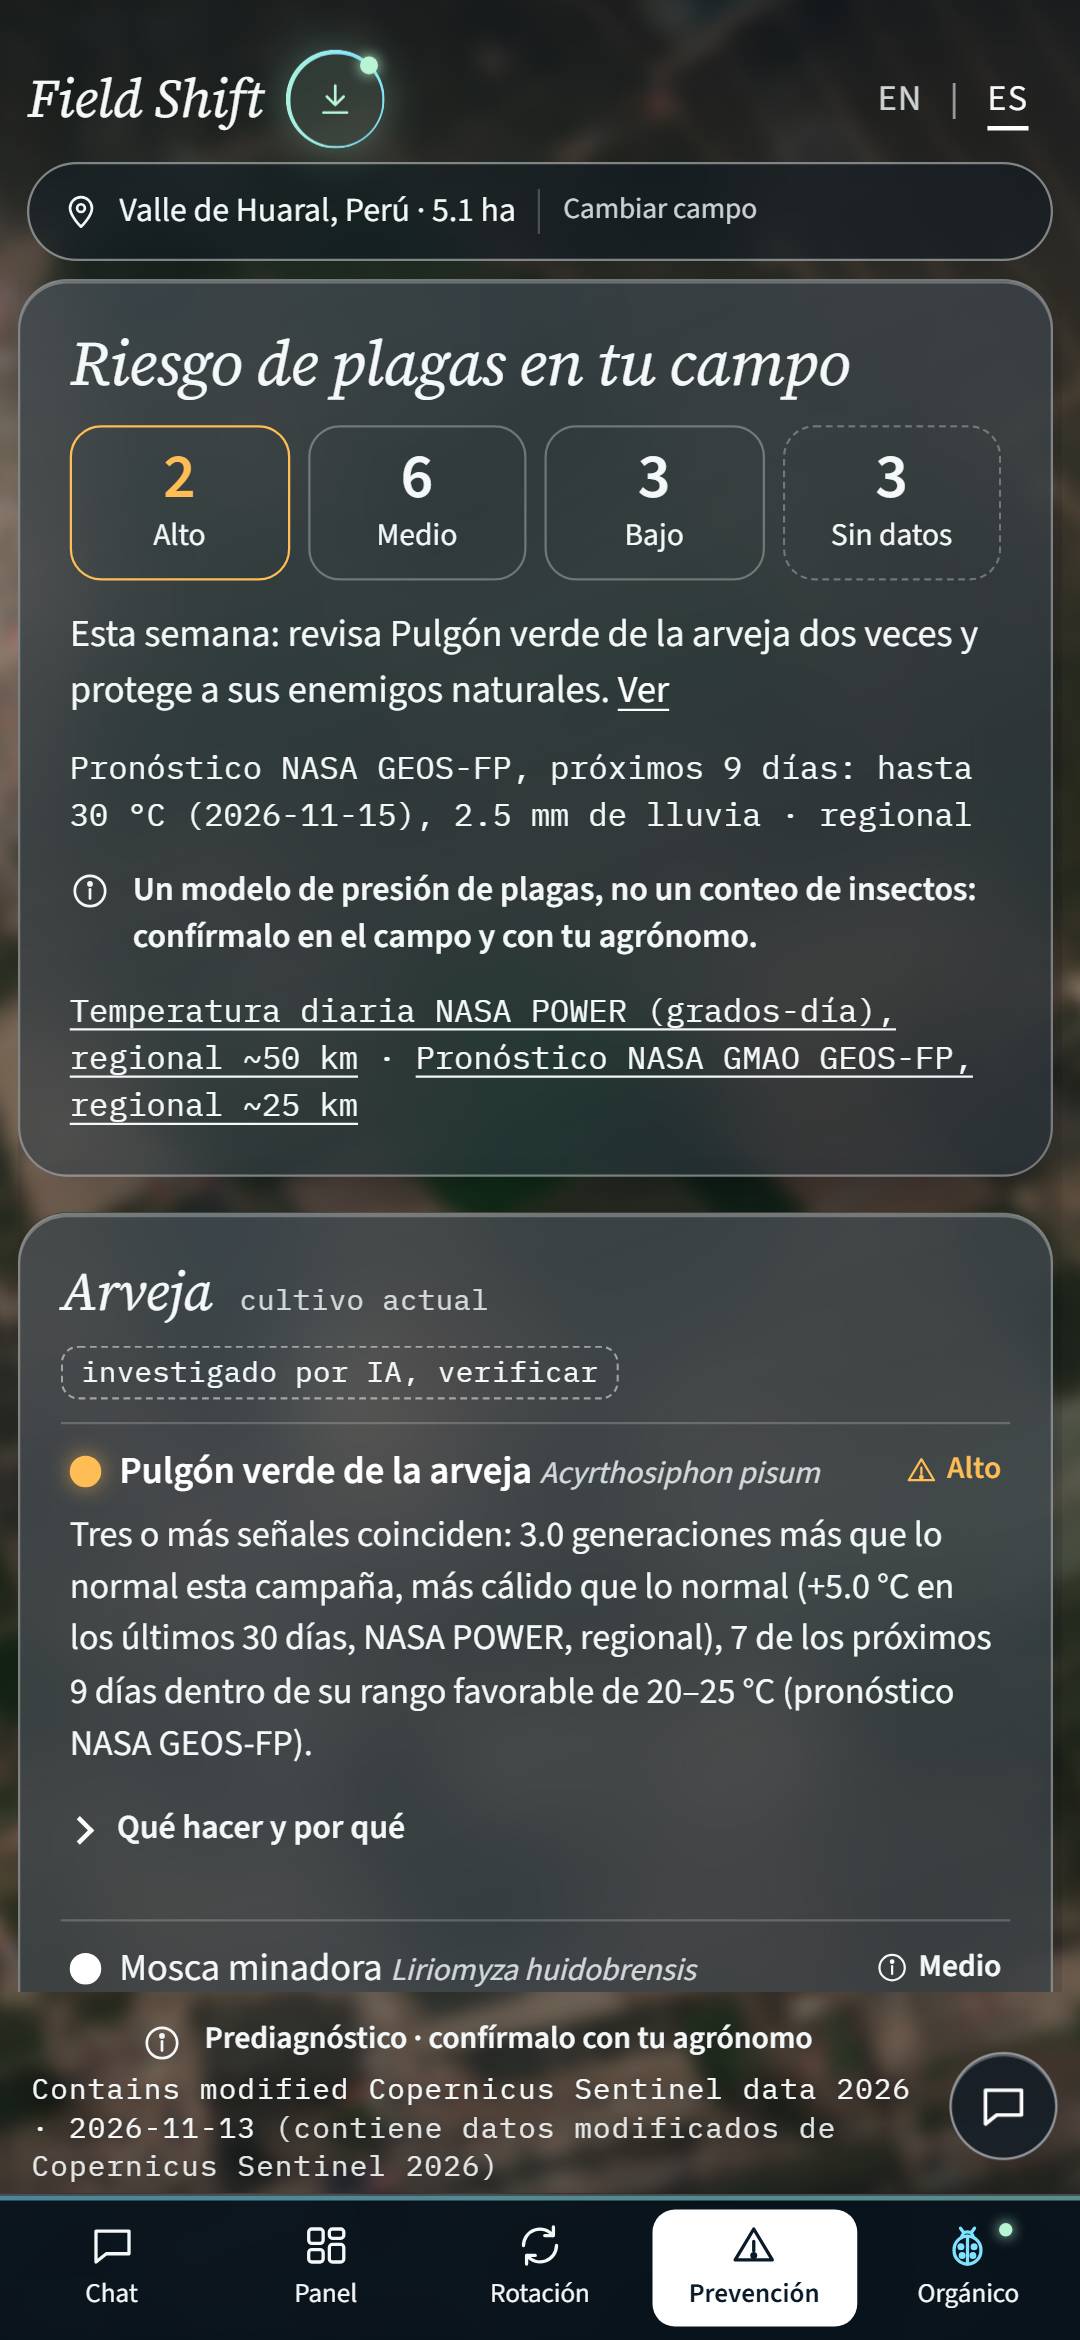 Field Shift
EN | ES
Valle de Huaral, Perú · 5.1 ha | Cambiar campo
Riesgo de plagas en tu campo
2 6 3 3
Alto Medio Bajo Sin datos
Esta semana: revisa Pulgón verde de la arveja dos veces y
protege a sus enemigos naturales. Ver
Pronóstico NASA GEOS-FP, próximos 9 días: hasta
30 °C (2026-11-15), 2.5 mm de lluvia · regional
Un modelo de presión de plagas, no un conteo de insectos:
confírmalo en el campo y con tu agrónomo.
Temperatura diaria NASA POWER (grados-día),
regional ~50 km · Pronóstico NASA GMAO GEOS-FP,
regional ~25 km
Arveja cultivo actual
investigado por IA, verificar
Pulgón verde de la arveja Acyrthosiphon pisum Alto
Tres o más señales coinciden: 3.0 generaciones más que lo
normal esta campaña, más cálido que lo normal (+5.0 °C en
los últimos 30 días, NASA POWER, regional), 7 de los próximos
9 días dentro de su rango favorable de 20–25 °C (pronóstico
NASA GEOS-FP).
Qué hacer y por qué
Mosca minadora Liriomyza huidobrensis Medio
Prediagnóstico · confírmalo con tu agrónomo
Contains modified Copernicus Sentinel data 2026
· 2026-11-13 (contiene datos modificados de
Copernicus Sentinel 2026)
Chat Panel Rotación Prevención Orgánico